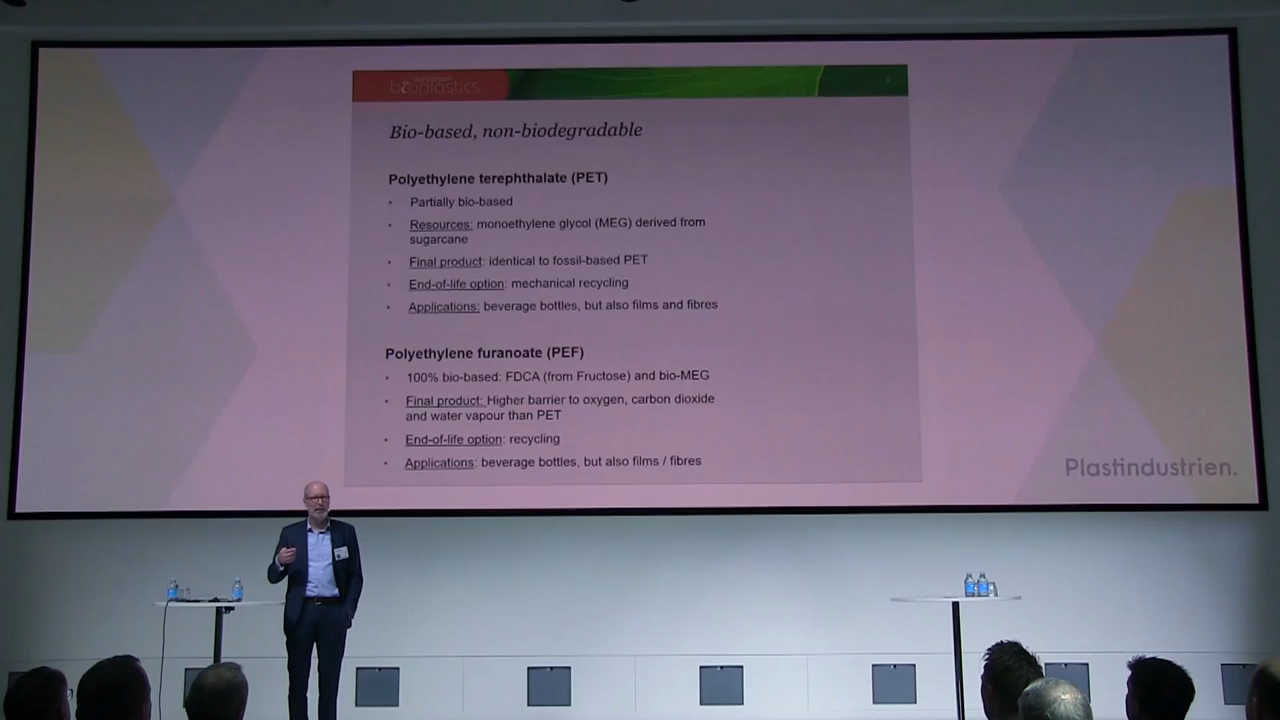 bioplastics
Bio-based, non-biodegradable
Polyethylene terephthalate (PET)
• Partially bio-based
• Resources: monoethylene glycol (MEG) derived from
sugarcane
• Final product: identical to fossil-based PET
• End-of-life option: mechanical recycling
• Applications: beverage bottles, but also films and fibres
Polyethylene furanoate (PEF)
• 100% bio-based: FDCA (from Fructose) and bio-MEG
• Final product: Higher barrier to oxygen, carbon dioxide
and water vapour than PET
• End-of-life option: recycling
• Applications: beverage bottles, but also films / fibres
Plastindustrien.